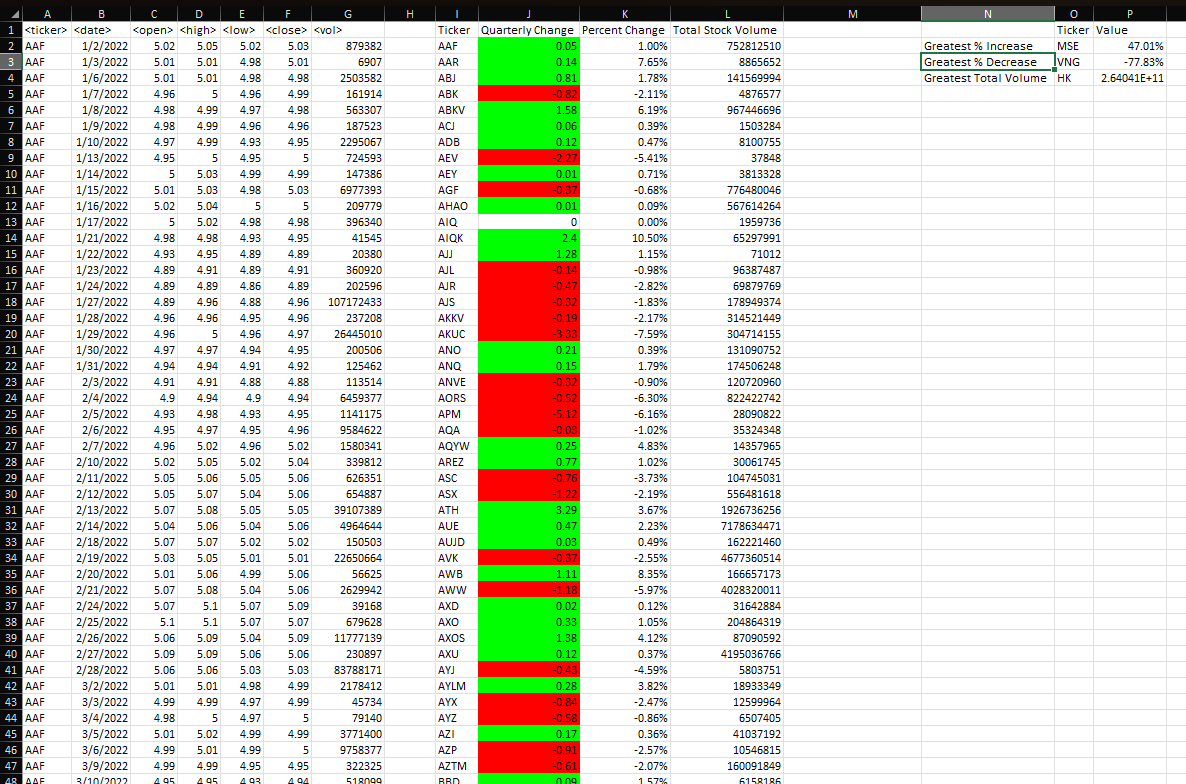 A B C D E F G H I J K L M N O P
1 <ticker> <date> <open> <high> <low> <close> <vol> Ticker Quarterly Change Percent Change Total Stock Volume Ticker Value
2 AAF 1/2/2022 5.02 5.05 5.02 5.03 879382 AAF 0.05 1.00% 752812510 Greatest % Increase MSE 47.01%
3 AAF 1/3/2022 5.01 5.01 4.98 5.01 6907 AAR 0.14 7.65% 8865652 Greatest % Decrease VNG -77.83%
4 AAF 1/6/2022 5.01 5.01 4.98 4.98 2503582 ABJ 0.81 1.78% 141569994 Greatest Total Volume HK 2.64041E+11
5 AAF 1/7/2022 4.96 5 4.96 4.99 161914 ABK -0.82 -2.11% 4876577
6 AAF 1/8/2022 4.98 4.99 4.97 4.98 563307 ABKV 1.58 6.19% 967446696
7 AAF 1/9/2022 4.98 4.99 4.96 4.96 187523 ACJ 0.06 0.39% 1503284
8 AAF 1/10/2022 4.97 4.99 4.93 4.95 2295067 ADB 0.12 0.47% 8100755
9 AAF 1/13/2022 4.95 5 4.95 5 724593 AEV -2.27 -5.41% 37848
10 AAF 1/14/2022 5 5.03 4.99 4.99 147386 AEY 0.01 0.71% 3813328
11 AAF 1/15/2022 5.01 5.03 4.98 5.03 6977393 AGF -0.37 -0.68% 776480046
12 AAF 1/16/2022 5.02 5.04 5 5 209779 AHAO 0.01 0.09% 567614264
13 AAF 1/17/2022 5 5.02 4.98 4.98 396340 AIQ 0 0.00% 1959736
14 AAF 1/21/2022 4.98 4.98 4.93 4.95 41545 AIQK 2.4 10.50% 65297991
15 AAF 1/22/2022 4.93 4.95 4.89 4.89 20380 AJJ 1.28 1.15% 71012
16 AAF 1/23/2022 4.89 4.91 4.89 4.91 360920 AJL -0.14 -0.98% 96387487
17 AAF 1/24/2022 4.89 4.89 4.86 4.89 202596 AJR -0.47 -2.82% 69879769
18 AAF 1/27/2022 4.89 4.96 4.88 4.96 107172433 AJS -0.32 -1.83% 178949374
19 AAF 1/28/2022 4.96 4.96 4.95 4.96 237208 AKKV -0.19 -2.17% 314521449
20 AAF 1/29/2022 4.96 5 4.96 4.97 26445010 AKUC -3.33 -7.59% 304714155
21 AAF 1/30/2022 4.97 4.97 4.94 4.95 200506 ANO 0.21 0.39% 131090752
22 AAF 1/31/2022 4.94 4.94 4.91 4.92 125462 ANQ 0.15 1.79% 174506248
23 AAF 2/3/2022 4.91 4.91 4.88 4.88 113514 ANVE -0.32 -0.90% 120720960
24 AAF 2/4/2022 4.9 4.94 4.9 4.94 6459377 AORS -0.52 -6.30% 822422742
25 AAF 2/5/2022 4.93 4.98 4.93 4.95 1141175 APM -5.12 -6.16% 28090822
26 AAF 2/6/2022 4.95 4.97 4.95 4.96 9584622 AQA -0.03 -1.02% 35324348
27 AAF 2/7/2022 4.96 5.02 4.96 5.02 1580341 AQYW 0.25 4.83% 14357965
28 AAF 2/10/2022 5.02 5.05 5.02 5.04 339812 AREZ 0.77 1.02% 30061745
29 AAF 2/11/2022 5.05 5.06 5.05 5.06 626351 ASC -0.76 -3.73% 104745031
30 AAF 2/12/2022 5.05 5.07 5.04 5.06 654887 ASX -1.22 -2.19% 556481618
31 AAF 2/13/2022 5.07 5.08 5.05 5.05 39107389 ATH 3.29 3.67% 1926736256
32 AAF 2/14/2022 5.04 5.06 5.04 5.06 4964644 AUE 0.47 2.23% 7178634471
33 AAF 2/18/2022 5.07 5.07 5.02 5.02 150503 AUJD 0.03 0.49% 162221460
34 AAF 2/19/2022 5.03 5.05 5.01 5.01 22650664 AVK -0.37 -2.55% 4677360514
35 AAF 2/20/2022 5.01 5.06 4.99 5.06 56625 AWB 1.11 8.35% 166657173
36 AAF 2/21/2022 5.07 5.08 5.04 5.06 2629942 AWW -1.18 -5.97% 4028320011
37 AAF 2/24/2022 5.07 5.1 5.07 5.09 39168 AXD 0.02 0.12% 31642884
38 AAF 2/25/2022 5.1 5.1 5.07 5.07 679628 AXO 0.33 1.05% 204864319
39 AAF 2/26/2022 5.06 5.09 5.04 5.09 11777139 AXOS 1.38 4.12% 87090592
40 AAF 2/27/2022 5.09 5.09 5.06 5.06 230897 AXU 0.12 0.37% 4195036766
41 AAF 2/28/2022 5.06 5.06 5.03 5.03 83788171 AYJ -0.43 -4.59% 5803751
42 AAF 3/2/2022 5.01 5.01 4.98 4.99 2178412 AYLM 0.28 3.82% 18933349
43 AAF 3/3/2022 4.99 4.99 4.97 4.99 45734 AYX -0.84 -2.47% 12599964
44 AAF 3/4/2022 4.98 5 4.97 5 79140 AYZ -0.58 -0.86% 6507405
45 AAF 3/5/2022 5.01 5.02 4.99 4.99 3771400 AZI 0.17 0.36% 41037192
46 AAF 3/6/2022 4.99 5.01 4.99 5 9758377 AZP -0.91 -2.57% 10546815
47 AAF 3/9/2022 4.99 4.99 4.95 4.95 322325 AZTM -0.61 -2.07% 160091849
48 AAF 3/10/2022 4.95 4.95 4.93 4.94 518099 BBD 0.09 1.57% 6158186